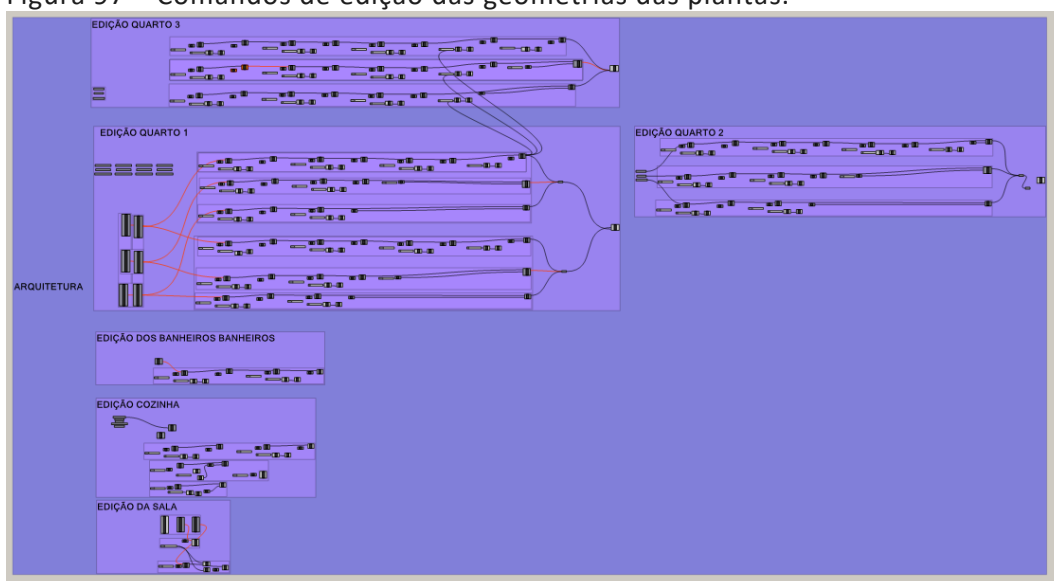 Figura 97 – Comandos de edição das geometrias das plantas.
EDIÇÃO QUARTO 3
EDIÇÃO QUARTO 1
EDIÇÃO QUARTO 2
ARQUITETURA
EDIÇÃO DOS BANHEIROS BANHEIROS
EDIÇÃO COZINHA
EDIÇÃO DA SALA